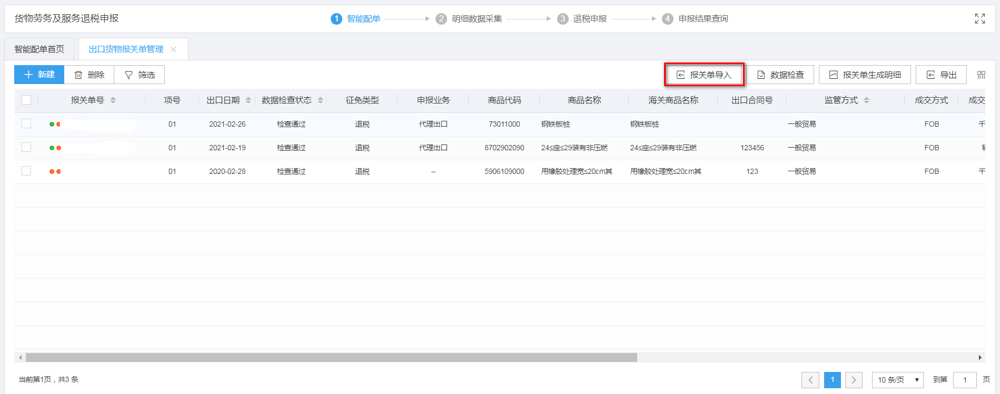 货物劳务及服务退税申报
1 智能配单 2 明细数据采集 3 退税申报 4 申报结果查询
智能配单首页 出口货物报关单管理
新建 删除 筛选 报关单导入 数据检查 报关单生成明细 导出
报关单号 项号 出口日期 数据检查状态 征免类型 申报业务 商品代码 商品名称 海关商品名称 出口合同号 监管方式 成交方式 成交
01 2021-02-26 检查通过 退税 代理出口 73011000 钢铁板桩 钢铁板桩 一般贸易 FOB 千
01 2021-02-19 检查通过 退税 代理出口 8702902090 24≤座≤29装有非压燃 24≤座≤29装有非压燃 123456 一般贸易 FOB
01 2020-02-28 检查通过 退税 -- 5906109000 用橡胶处理宽≤20cm其 用橡胶处理宽≤20cm其 123 一般贸易 FOB 千
当前第1页，共3 条 1 10 条/页 到第 1 页